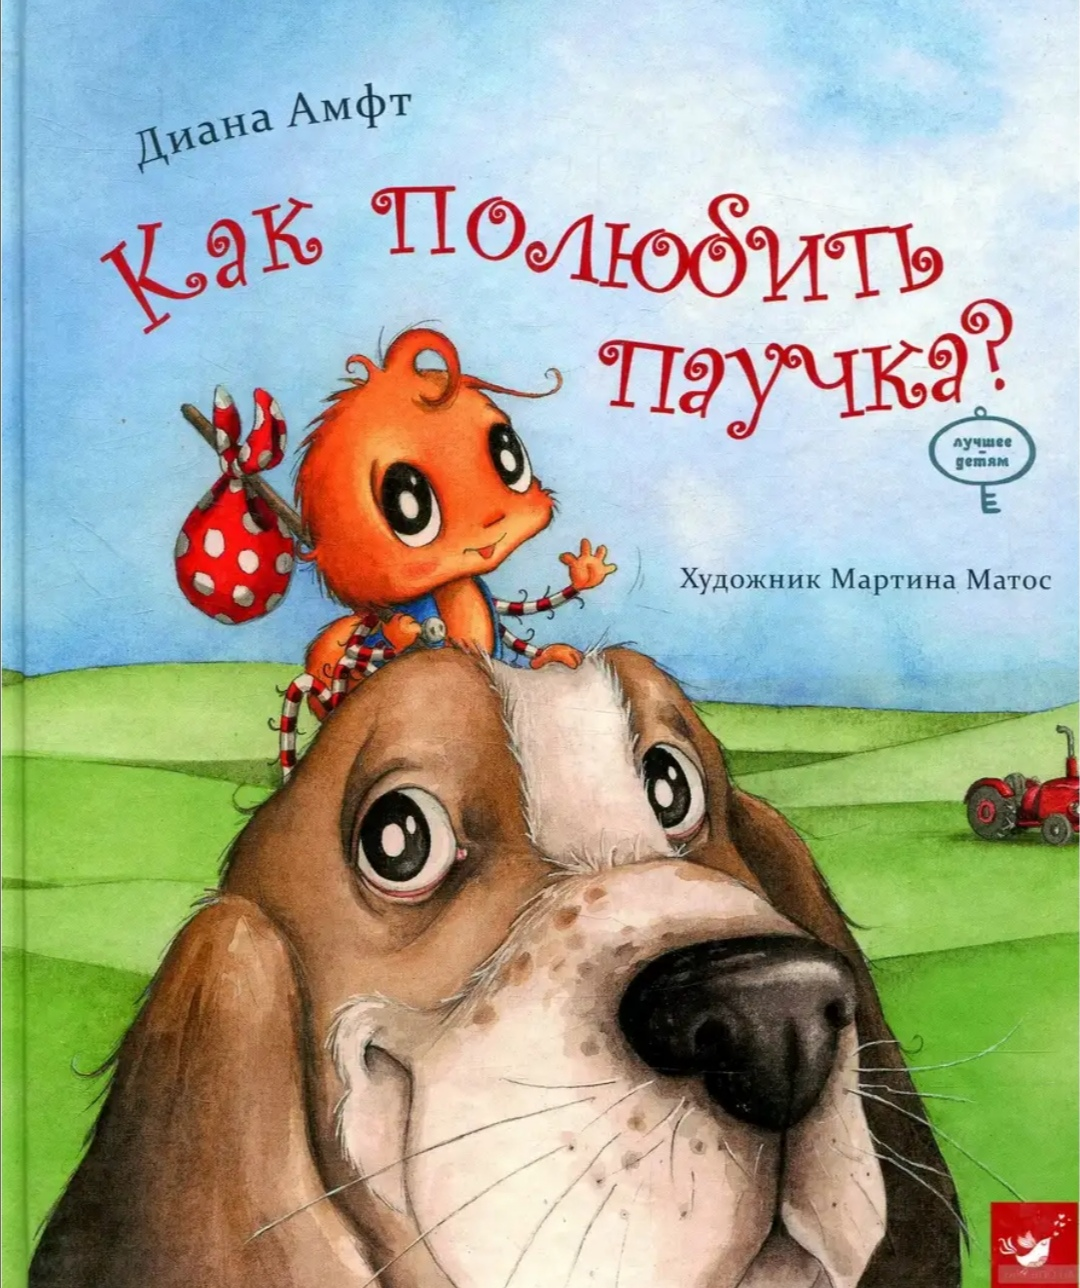 Диана Амфт
Как полюбить
паучка?
лучшее -
детям
Художник Мартина Матос